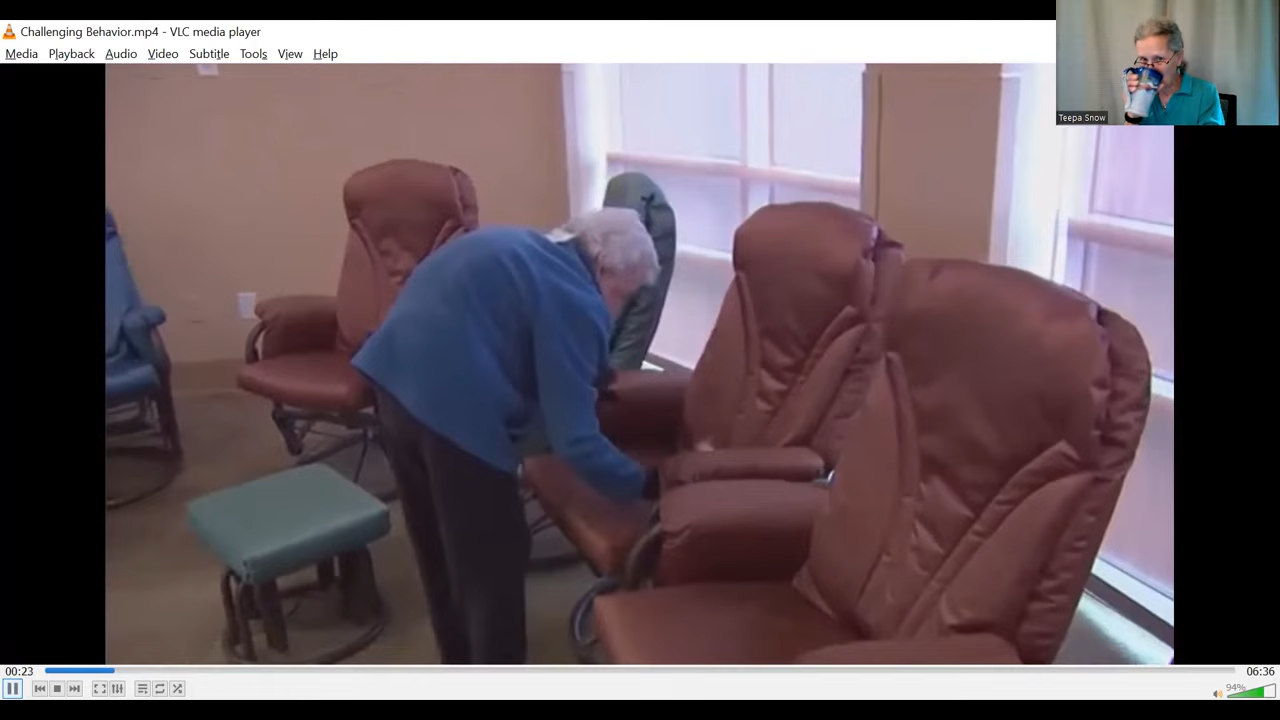 Challenging Behavior.mp4 - VLC media player
Media Playback Audio Video Subtitle Tools View Help
Teepa Snow
00:23
06:36
94%